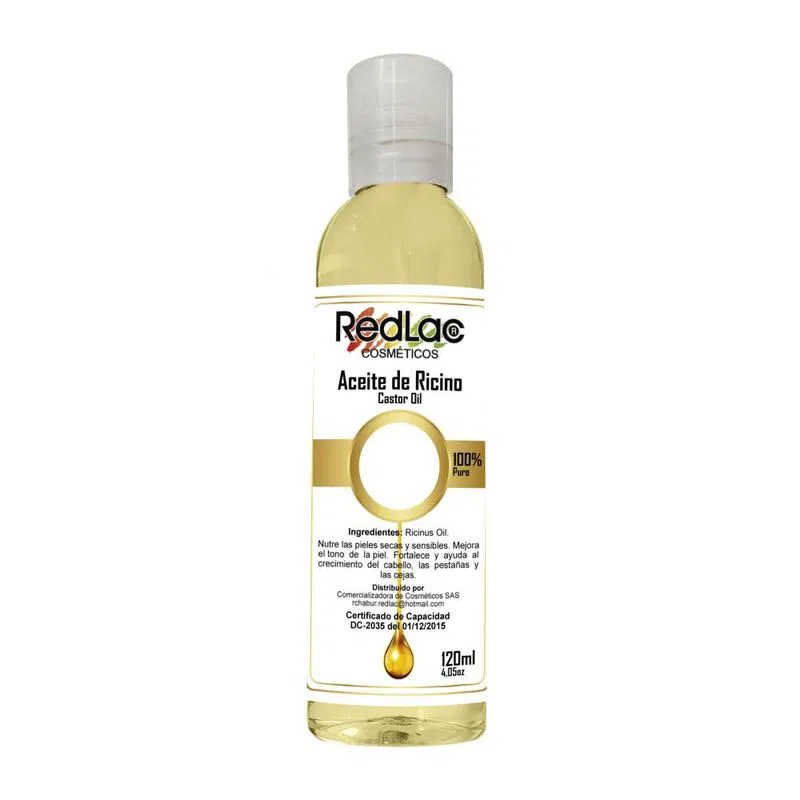 RedLac®
COSMÉTICOS
Aceite de Ricino
Castor Oil
100%
Puro
Ingredientes: Ricinus Oil.
Nutre las pieles secas y sensibles. Mejora
el tono de la piel. Fortalece y ayuda al
crecimiento del cabello, las pestañas y
las cejas.
Distribuido por
Comercializadora de Cosméticos SAS
rchabur.redlac@hotmail.com
Certificado de Capacidad
DC-2035 del 01/12/2015
120ml
4,05oz